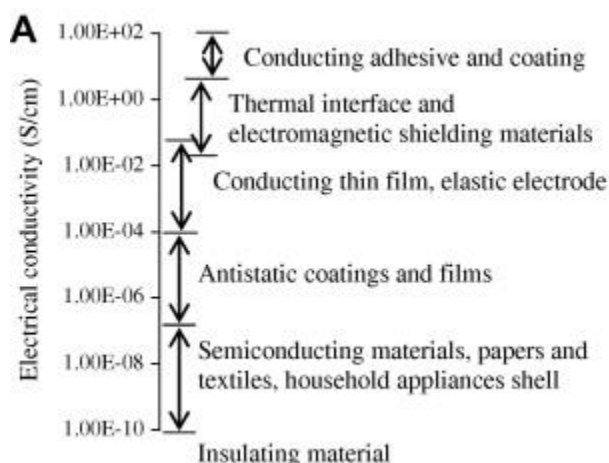 A
1.00E+02
Conducting adhesive and coating
1.00E+00
Thermal interface and
electromagnetic shielding materials
1.00E-02
Conducting thin film, elastic electrode
1.00E-04
Antistatic coatings and films
1.00E-06
Semiconducting materials, papers and
textiles, household appliances shell
1.00E-08
1.00E-10
Insulating material
Electrical conductivity (S/cm)